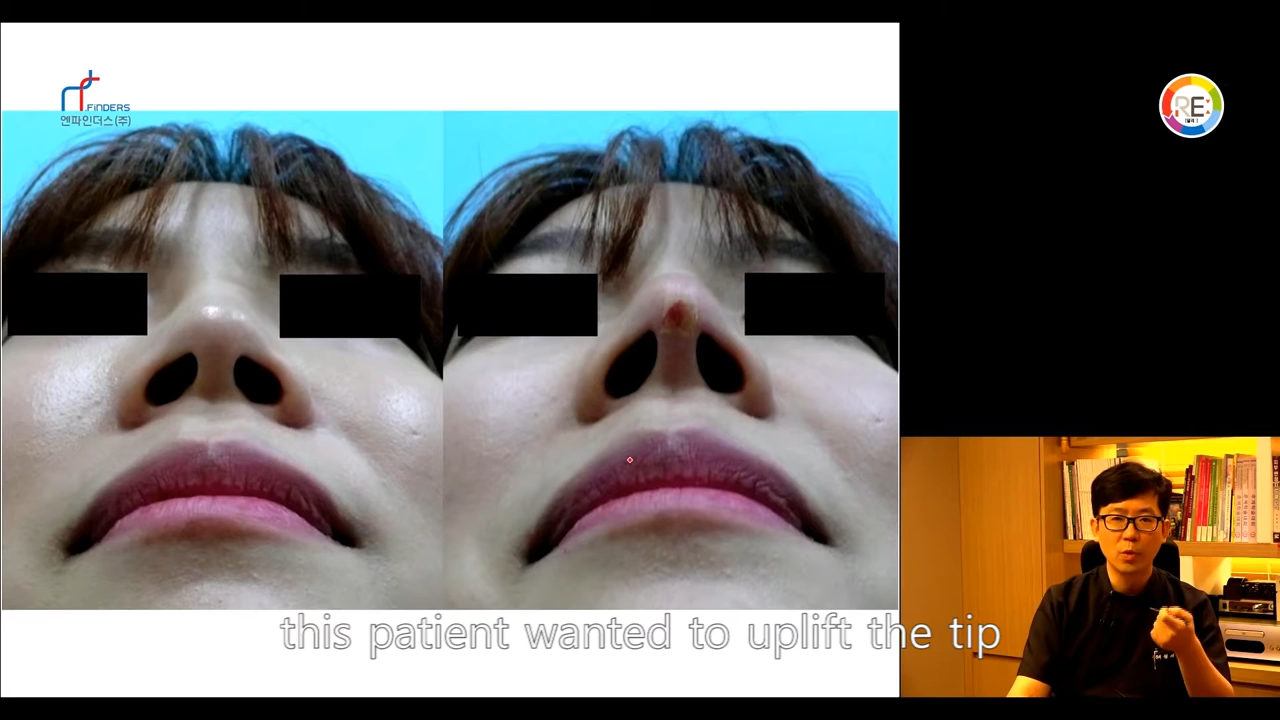 .FiNDERS
엔파인더스(주)
RE:
this patient wanted to uplift the tip